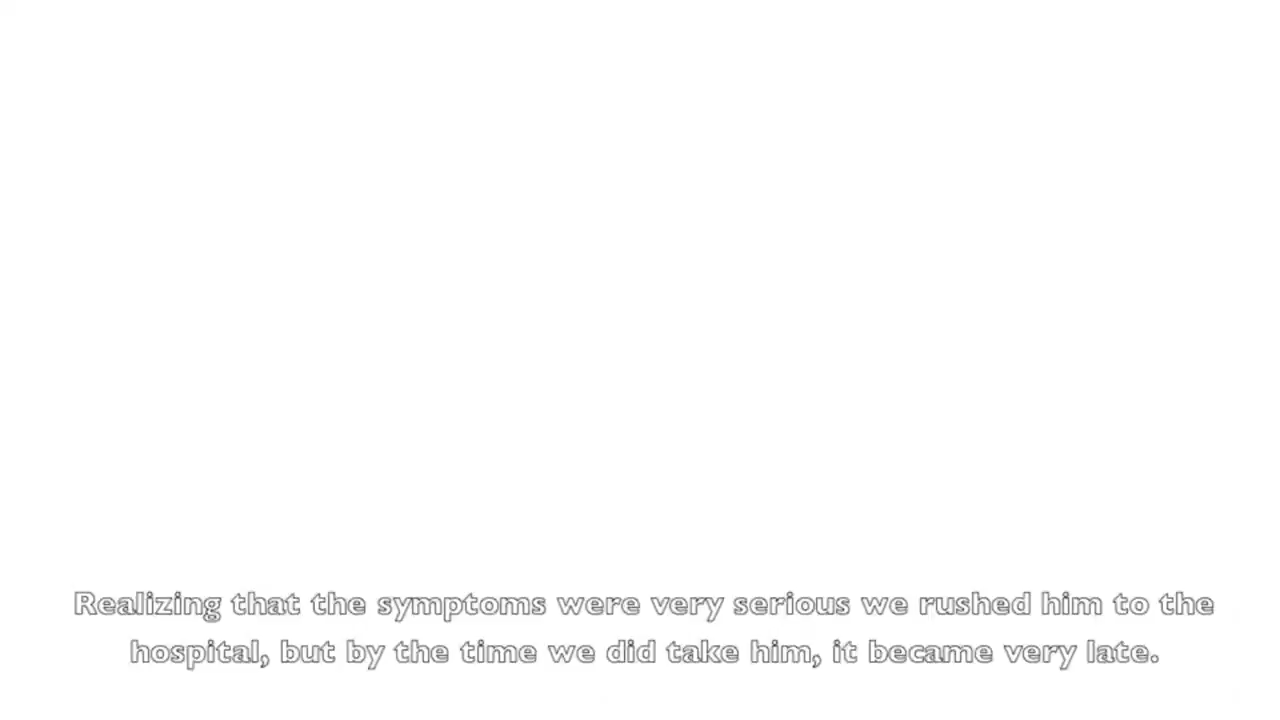 Realizing that the symptoms were very serious we rushed him to the
hospital, but by the time we did take him, it became very late.